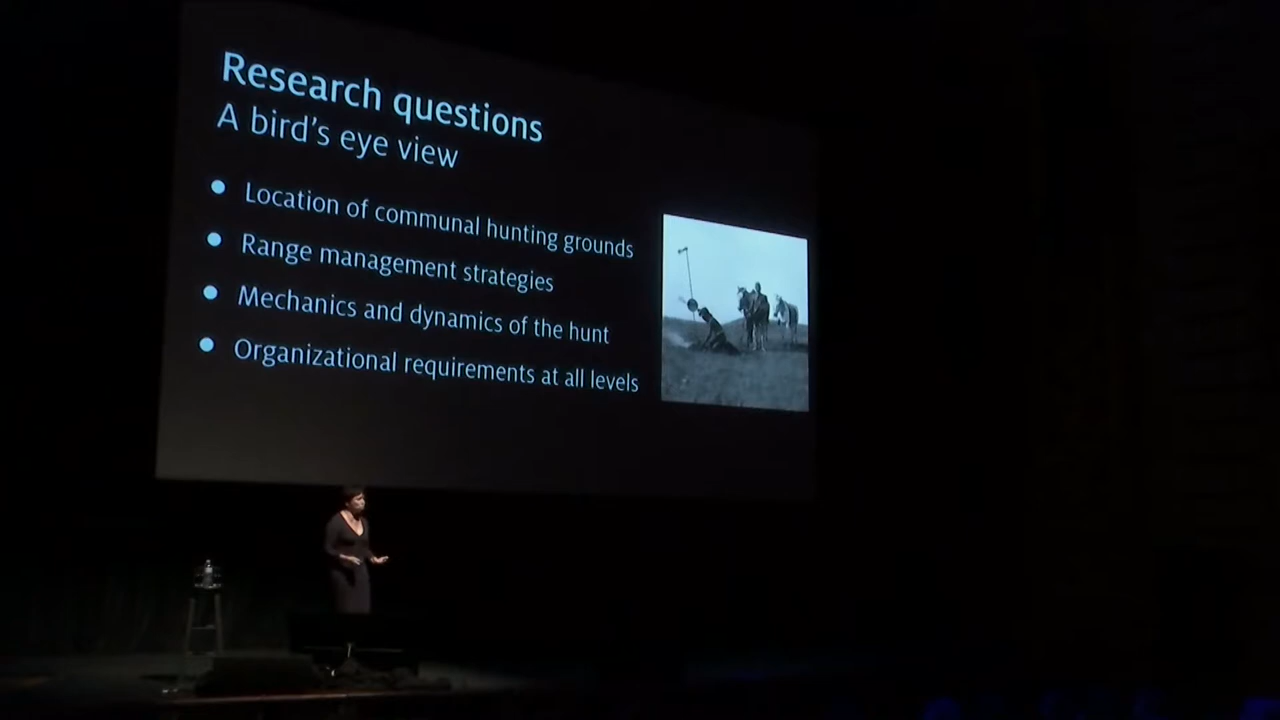 Research questions
A bird's eye view
Location of communal hunting grounds
Range management strategies
Mechanics and dynamics of the hunt
Organizational requirements at all levels